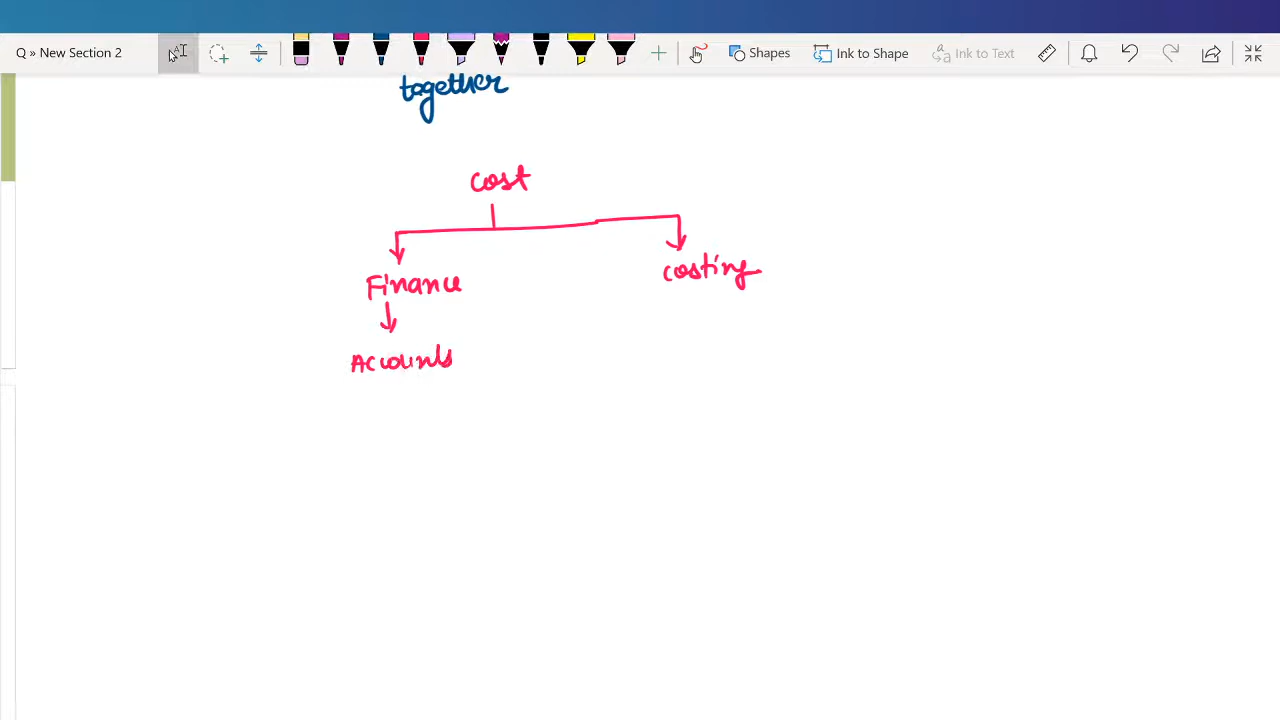 Q » New Section 2
Shapes
Ink to Shape
Ink to Text
together
cost
Finance
costing
Accounts